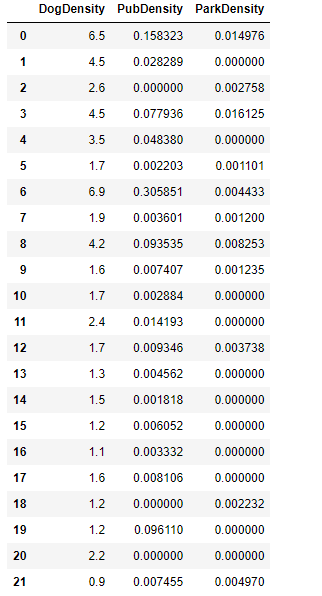 DogDensity PubDensity ParkDensity
0 6.5 0.158323 0.014976
1 4.5 0.028289 0.000000
2 2.6 0.000000 0.002758
3 4.5 0.077936 0.016125
4 3.5 0.048380 0.000000
5 1.7 0.002203 0.001101
6 6.9 0.305851 0.004433
7 1.9 0.003601 0.001200
8 4.2 0.093535 0.008253
9 1.6 0.007407 0.001235
10 1.7 0.002884 0.000000
11 2.4 0.014193 0.000000
12 1.7 0.009346 0.003738
13 1.3 0.004562 0.000000
14 1.5 0.001818 0.000000
15 1.2 0.006052 0.000000
16 1.1 0.003332 0.000000
17 1.6 0.008106 0.000000
18 1.2 0.000000 0.002232
19 1.2 0.096110 0.000000
20 2.2 0.000000 0.000000
21 0.9 0.007455 0.004970